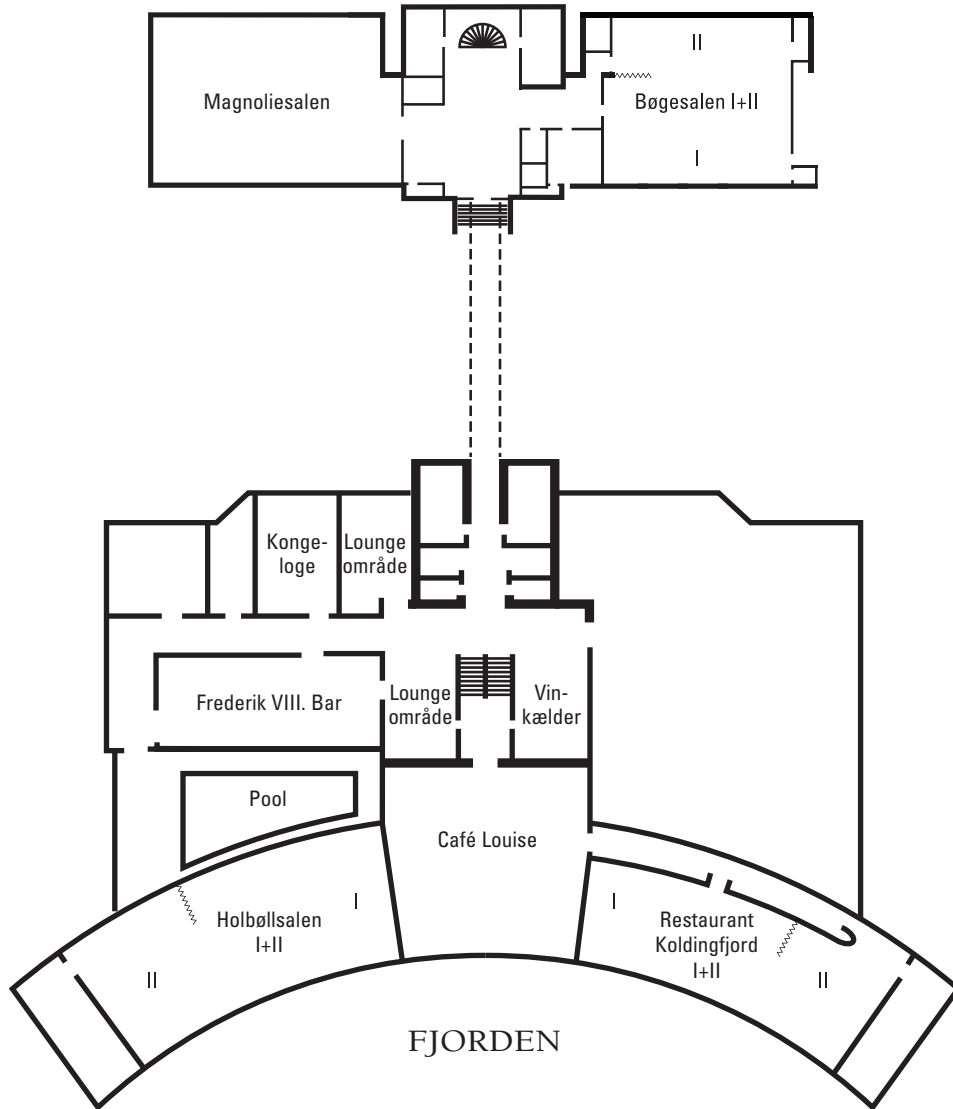 II
Magnoliesalen
Bøgesalen I+II
I
Konge-
loge
Lounge
område
Frederik VIII. Bar
Lounge
område
Vin-
kælder
Pool
Café Louise
I
Holbøllsalen
I+II
II
I
Restaurant
Koldingfjord
I+II
II
FJORDEN